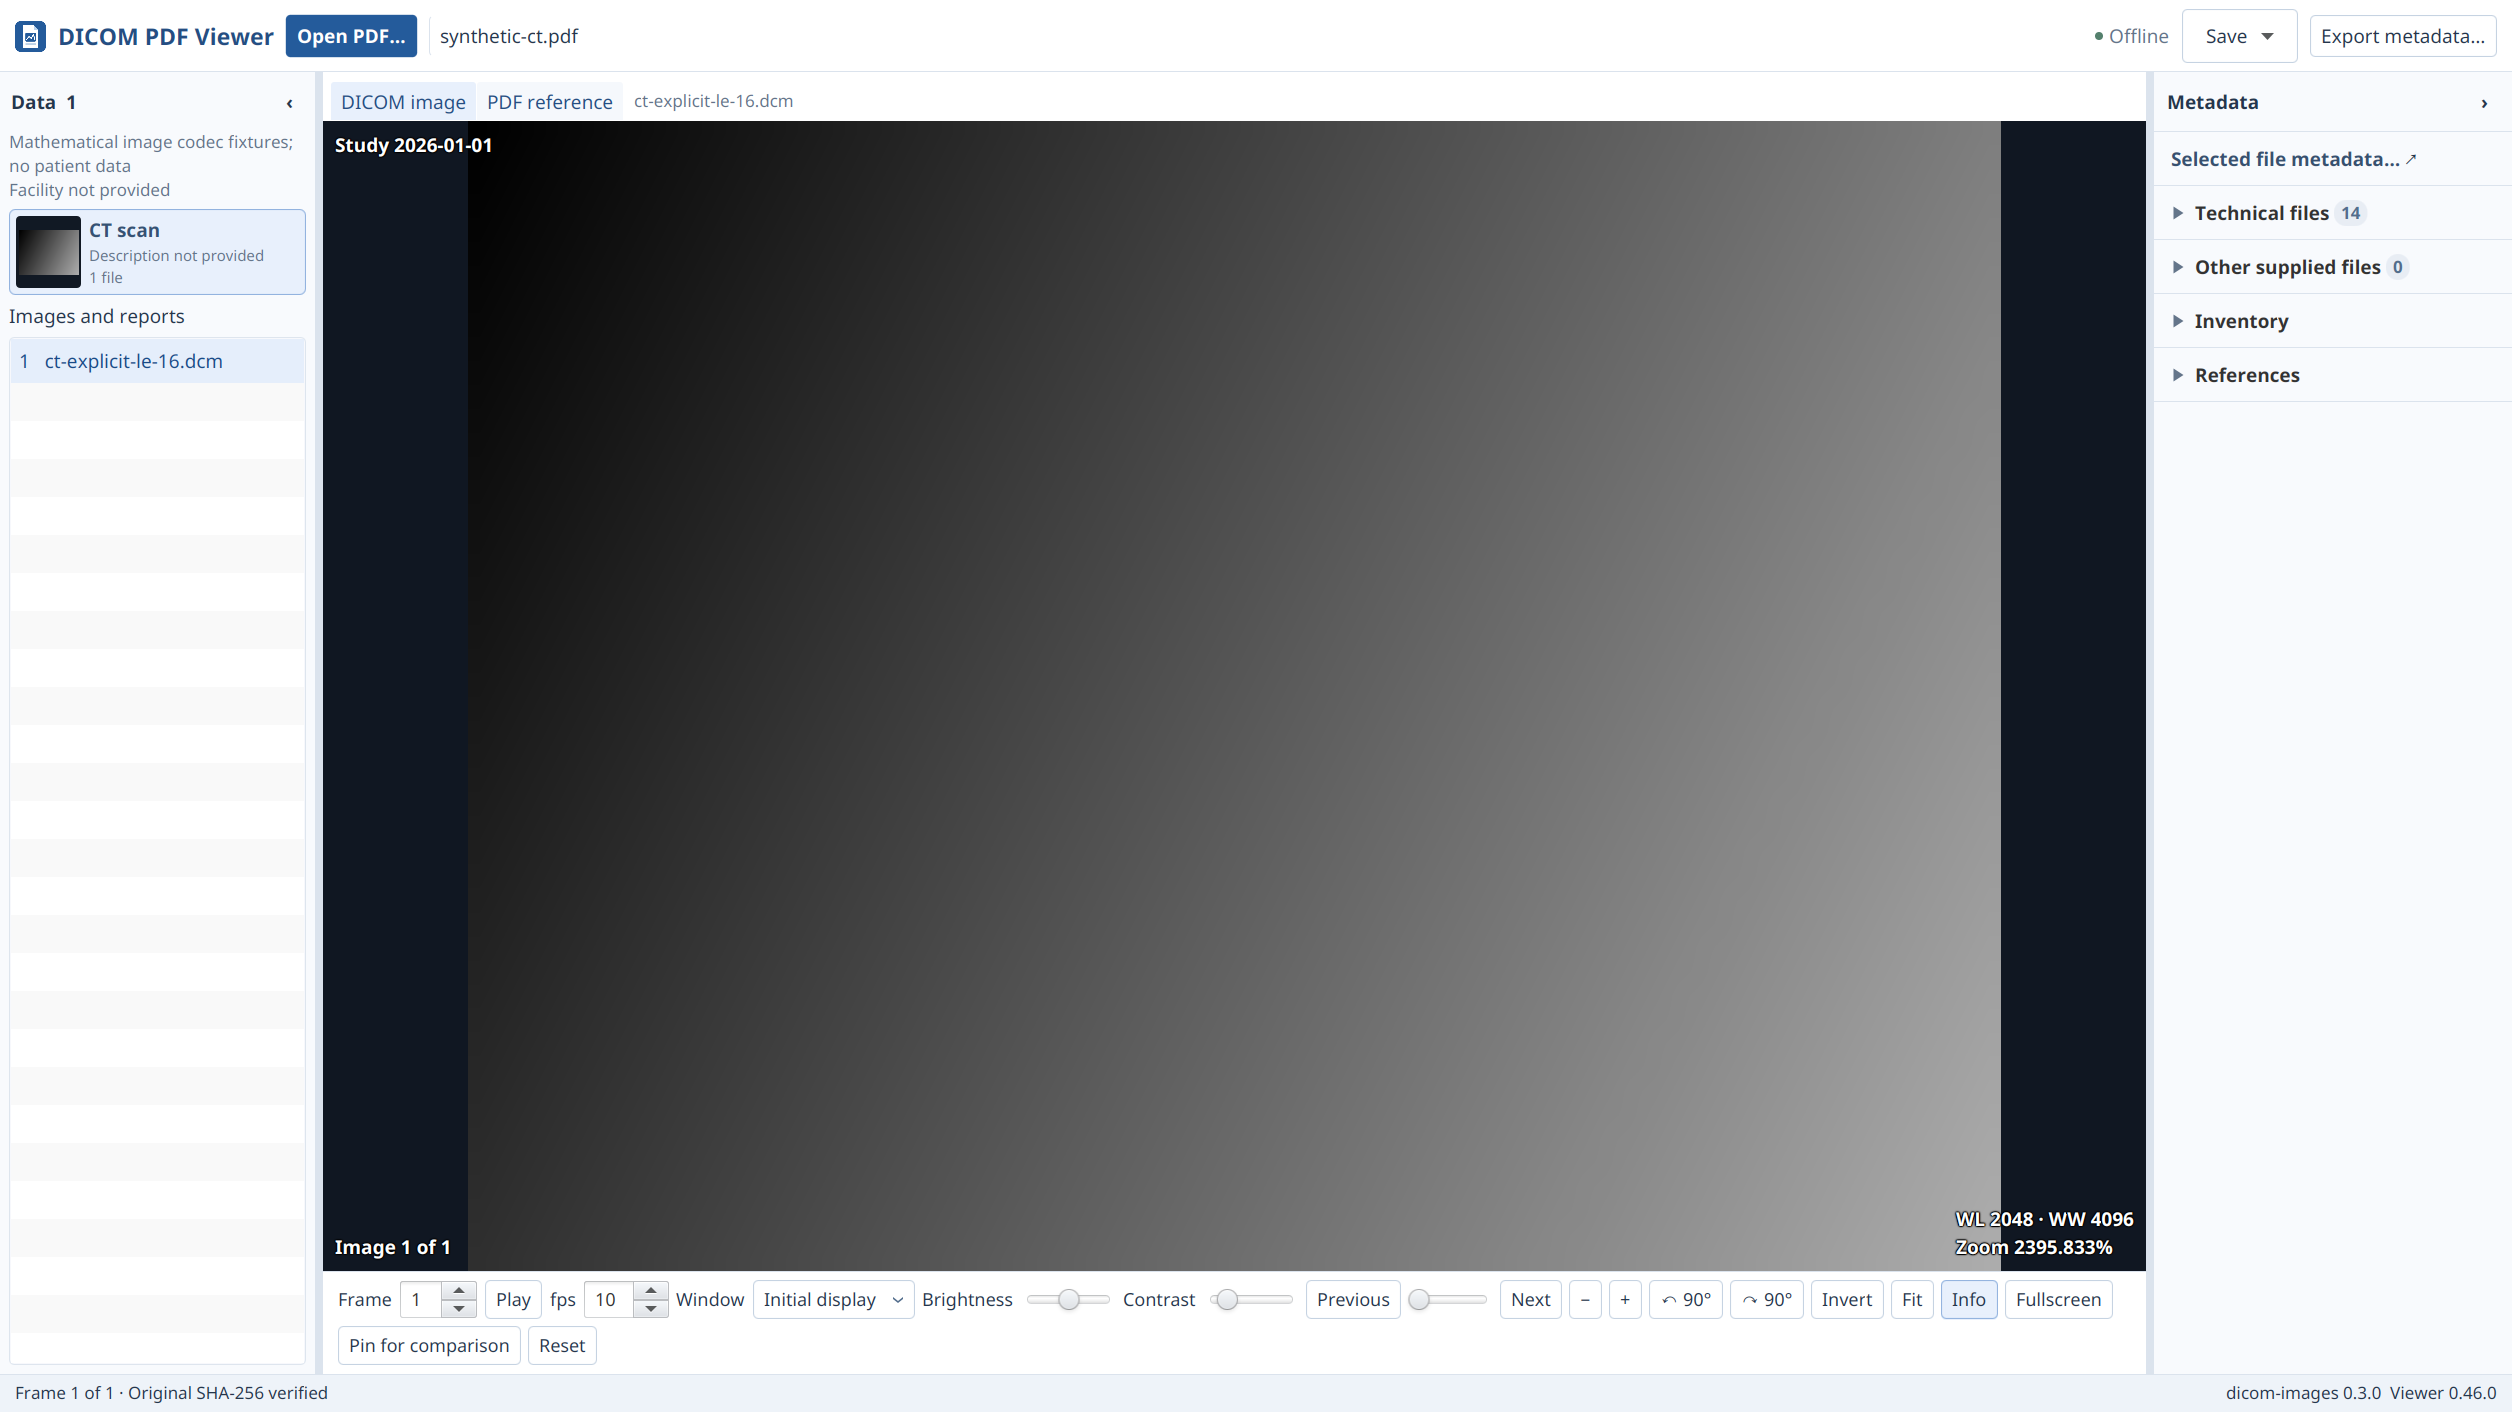 DICOM PDF Viewer
Open PDF...
synthetic-ct.pdf
Offline
Save
Export metadata...
Data 1
Mathematical image codec fixtures;
no patient data
Facility not provided
CT scan
Description not provided
1 file
Images and reports
1 ct-explicit-le-16.dcm
DICOM image
PDF reference
ct-explicit-le-16.dcm
Study 2026-01-01
Image 1 of 1
WL 2048 · WW 4096
Zoom 2395.833%
Metadata
Selected file metadata...
Technical files 14
Other supplied files 0
Inventory
References
Frame 1 Play fps 10 Window Initial display Brightness Contrast Previous Next − + 90° 90° Invert Fit Info Fullscreen
Pin for comparison Reset
Frame 1 of 1 · Original SHA-256 verified
dicom-images 0.3.0 Viewer 0.46.0